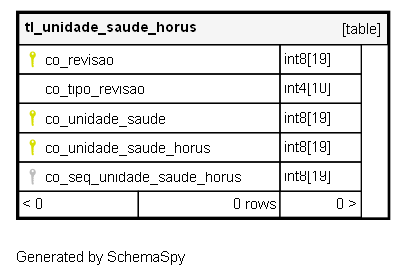 tl_unidade_saude_horus [table]
co_revisao int8[19]
co_tipo_revisao int4[10]
co_unidade_saude int8[19]
co_unidade_saude_horus int8[19]
co_seq_unidade_saude_horus int8[19]
< 0 0 rows 0 >
Generated by SchemaSpy